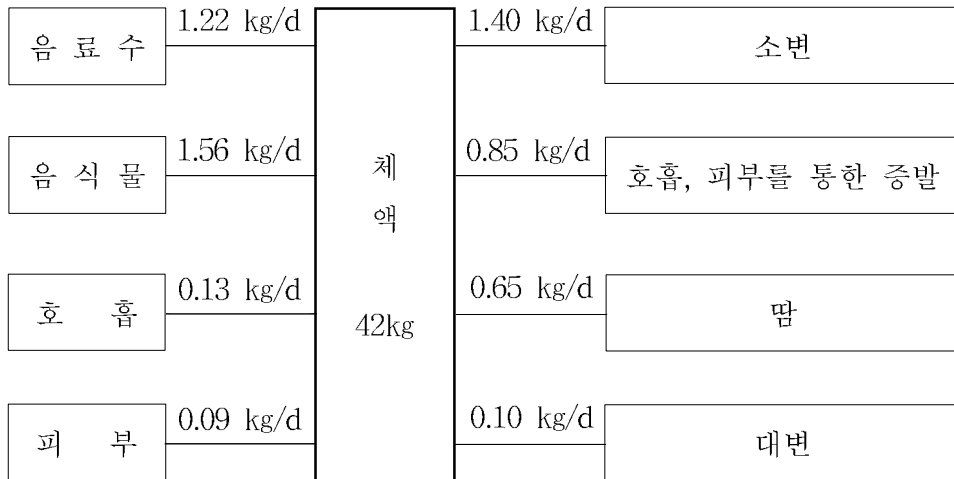 음 료 수
1.22 kg/d
1.40 kg/d
소변
음 식 물
1.56 kg/d
체
액
42kg
0.85 kg/d
호흡, 피부를 통한 증발
호 흡
0.13 kg/d
0.65 kg/d
땀
피 부
0.09 kg/d
0.10 kg/d
대변